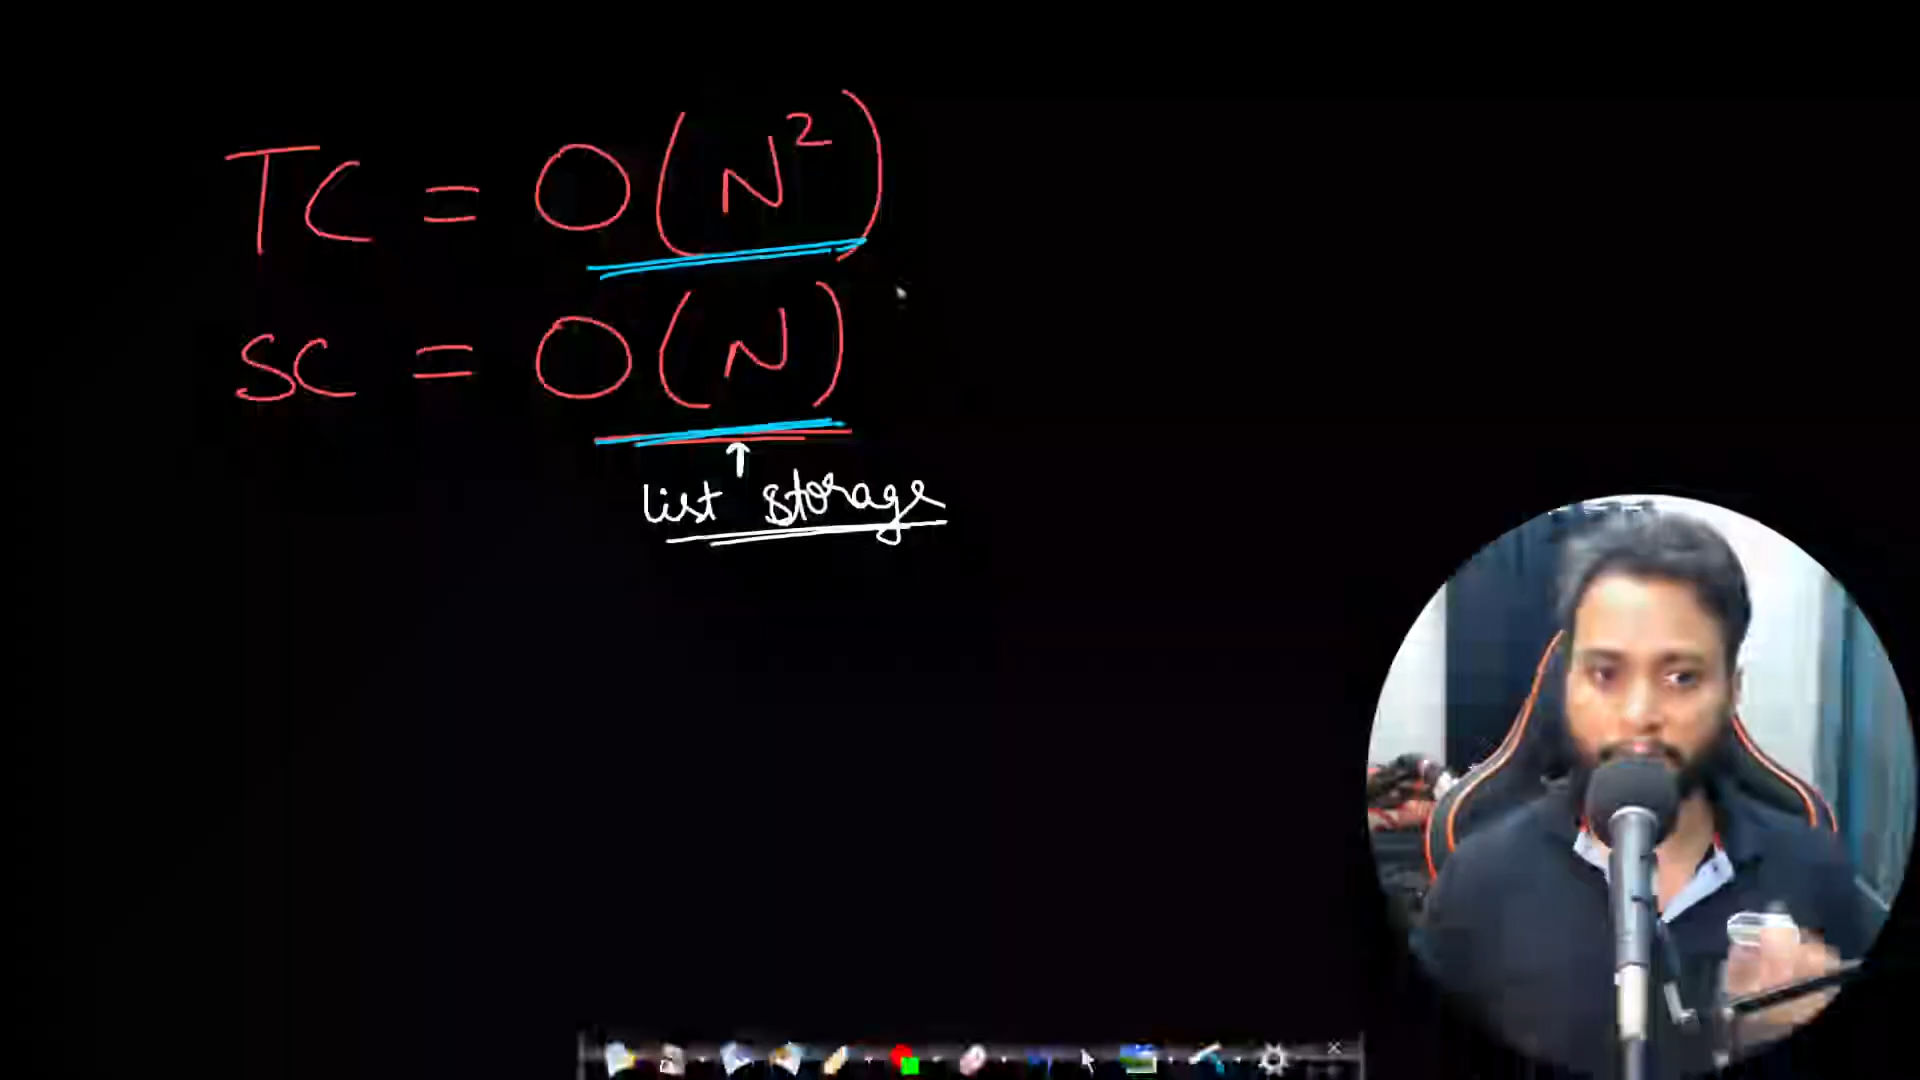 TC = O(N²)
SC = O(N)
↑
list storage